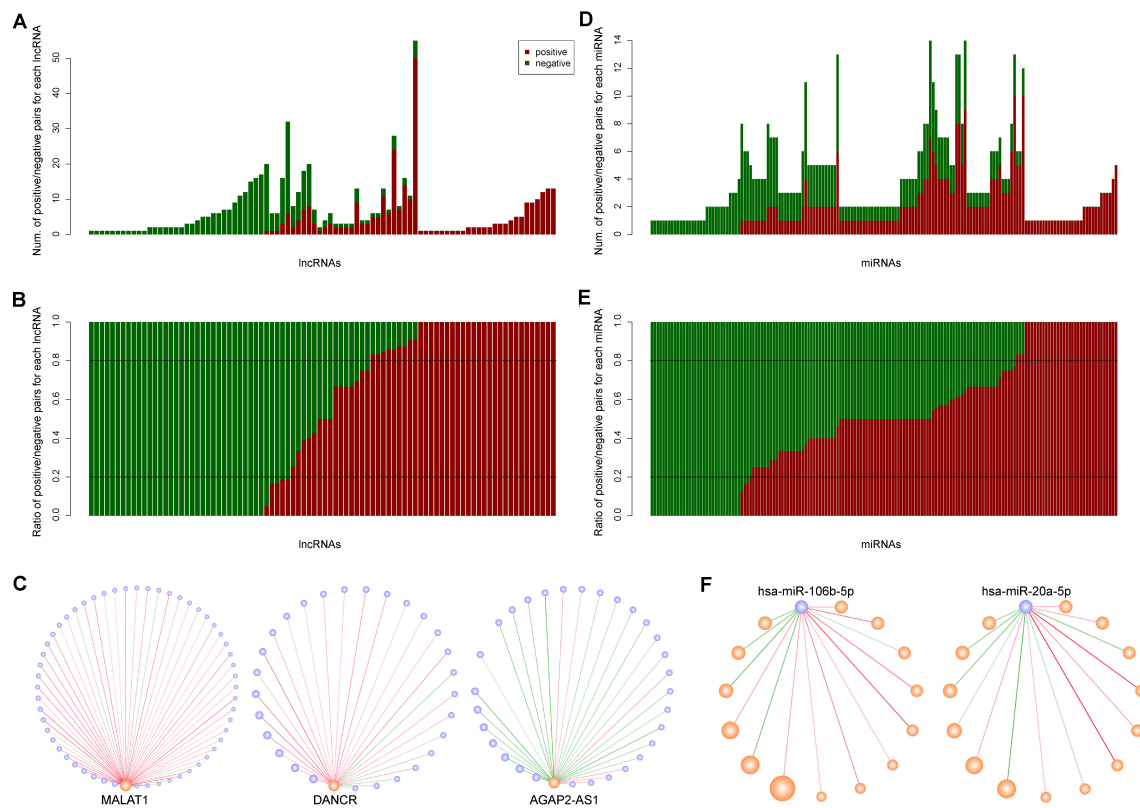 A
Num. of positive/negative pairs for each lncRNA
0 10 20 30 40 50
positive
negative
lncRNAs
D
Num. of positive/negative pairs for each miRNA
0 2 4 6 8 10 12 14
miRNAs
B
Ratio of positive/negative pairs for each lncRNA
0.0 0.2 0.4 0.6 0.8 1.0
lncRNAs
E
Ratio of positive/negative pairs for each miRNA
0.0 0.2 0.4 0.6 0.8 1.0
miRNAs
C
MALAT1
DANCR
AGAP2-AS1
F
hsa-miR-106b-5p
hsa-miR-20a-5p